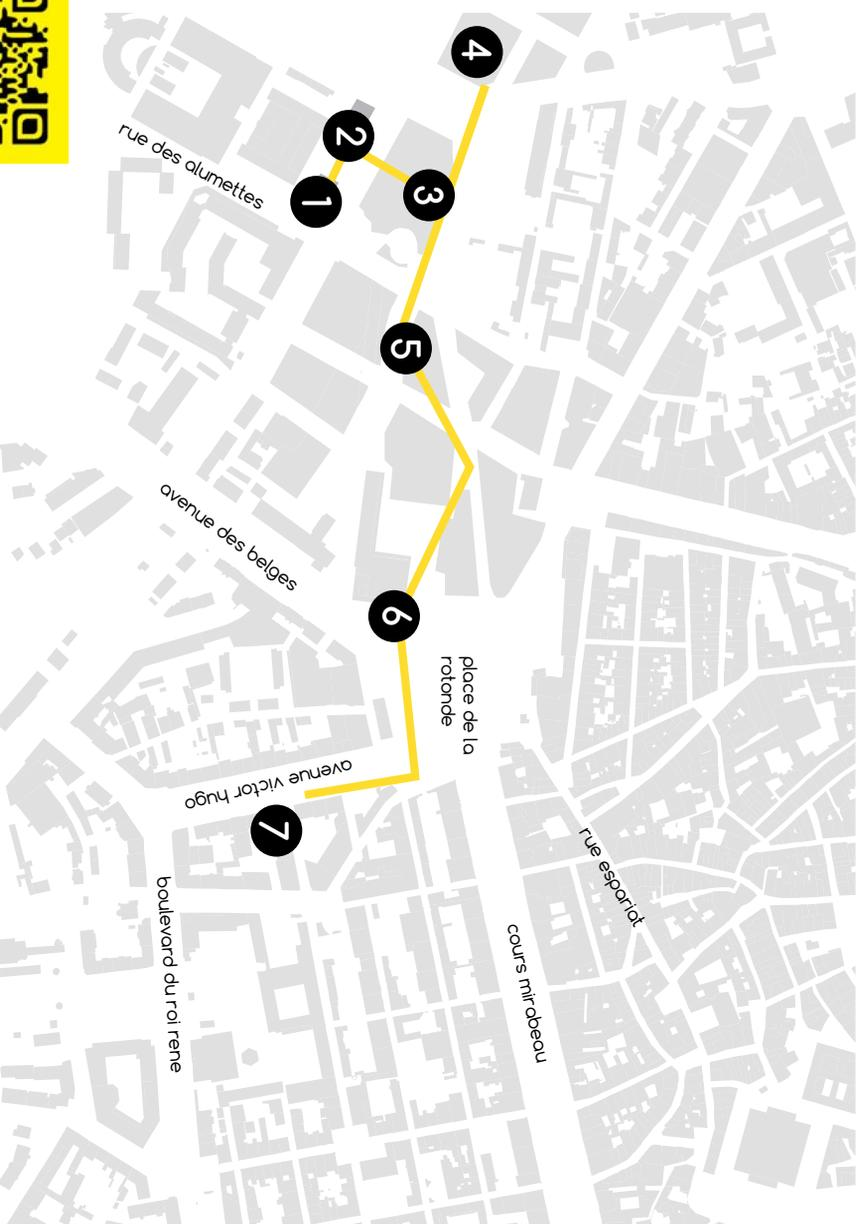 4
2
1
3
rue des alumettes
5
avenue des belges
6
place de la
rotonde
avenue victor hugo
7
rue espariat
boulevard du roi rene
cours mirabeau